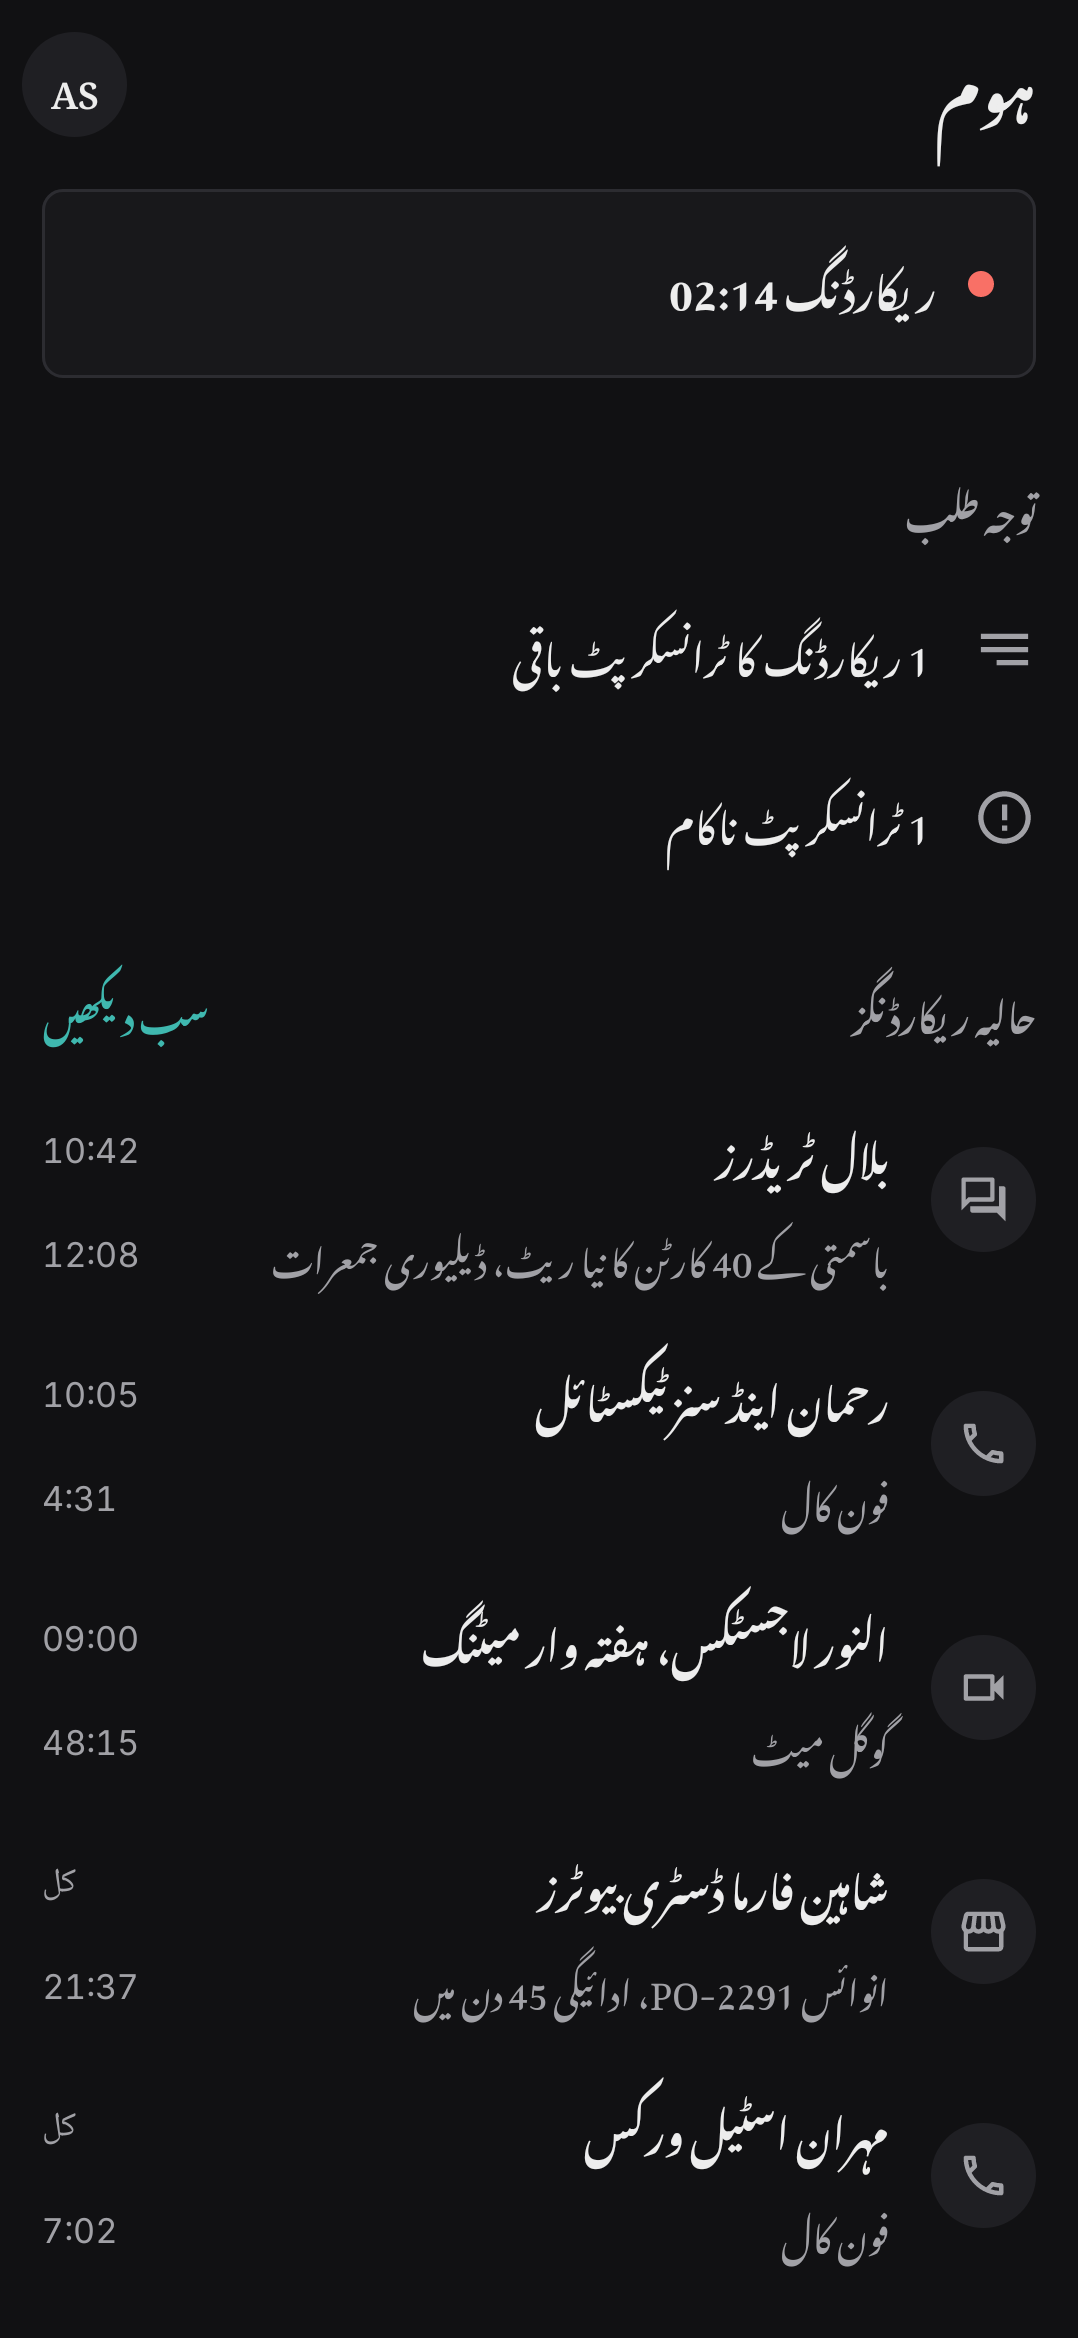 ہوم
AS
ریکارڈنگ 02:14
توجہ طلب
1 ریکارڈنگ کا ٹرانسکرپٹ باقی
1 ٹرانسکرپٹ ناکام
حالیہ ریکارڈنگز
سب دیکھیں
بلال ٹریڈرز
10:42
باسمتی کے 40 کارٹن کا نیا ریٹ، ڈیلیوری جمعرات
12:08
رحمان اینڈ سنز ٹیکسٹائل
10:05
فون کال
4:31
النور لاجسٹکس، ہفتہ وار میٹنگ
09:00
گوگل میٹ
48:15
شاہین فارما ڈسٹری بیوٹرز
کل
انوائس PO-2291، ادائیگی 45 دن میں
21:37
مہران اسٹیل ورکس
کل
فون کال
7:02